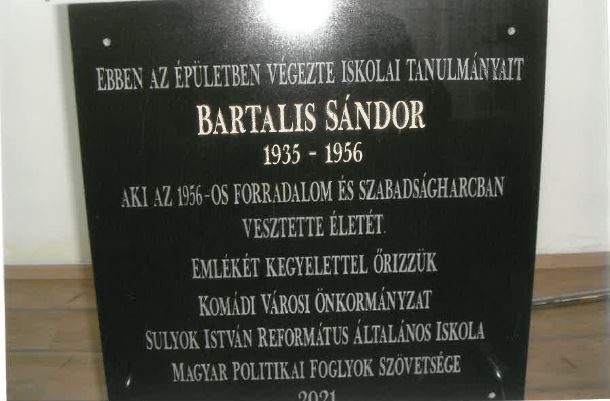 EBBEN AZ ÉPÜLETBEN VÉGEZTE ISKOLAI TANULMÁNYAIT
BARTALIS SÁNDOR
1935 - 1956
AKI AZ 1956-OS FORRADALOM ÉS SZABADSÁGHARCBAN
VESZTETTE ÉLETÉT.
EMLÉKÉT KEGYELETTEL ŐRIZZÜK
KOMÁDI VÁROSI ÖNKORMÁNYZAT
SULYOK ISTVÁN REFORMÁTUS ÁLTALÁNOS ISKOLA
MAGYAR POLITIKAI FOGLYOK SZÖVETSÉGE
2021